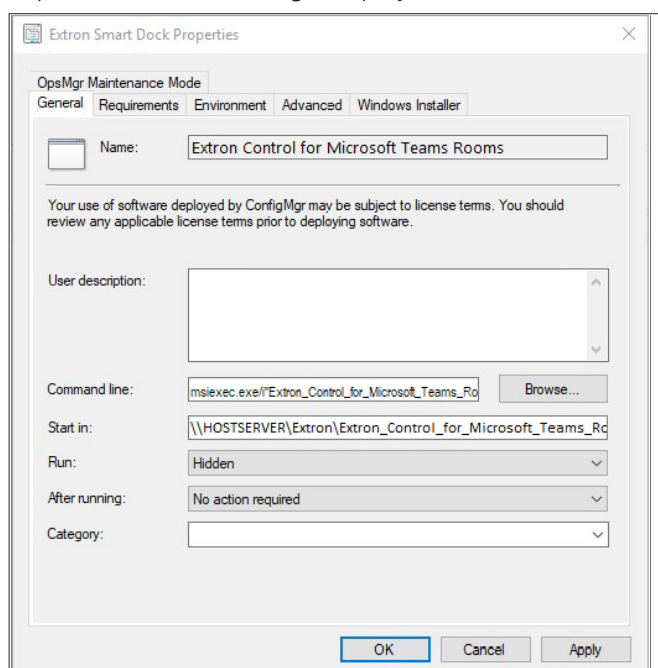 Extron Smart Dock Properties
OpsMgr Maintenance Mode
General Requirements Environment Advanced Windows Installer
Name: Extron Control for Microsoft Teams Rooms
Your use of software deployed by ConfigMgr may be subject to license terms. You should
review any applicable license terms prior to deploying software.
User description:
Command line: msiexec.exe/i"Extron_Control_for_Microsoft_Teams_Ro Browse...
Start in: \\HOSTSERVER\Extron\Extron_Control_for_Microsoft_Teams_Rc
Run: Hidden
After running: No action required
Category:
OK Cancel Apply